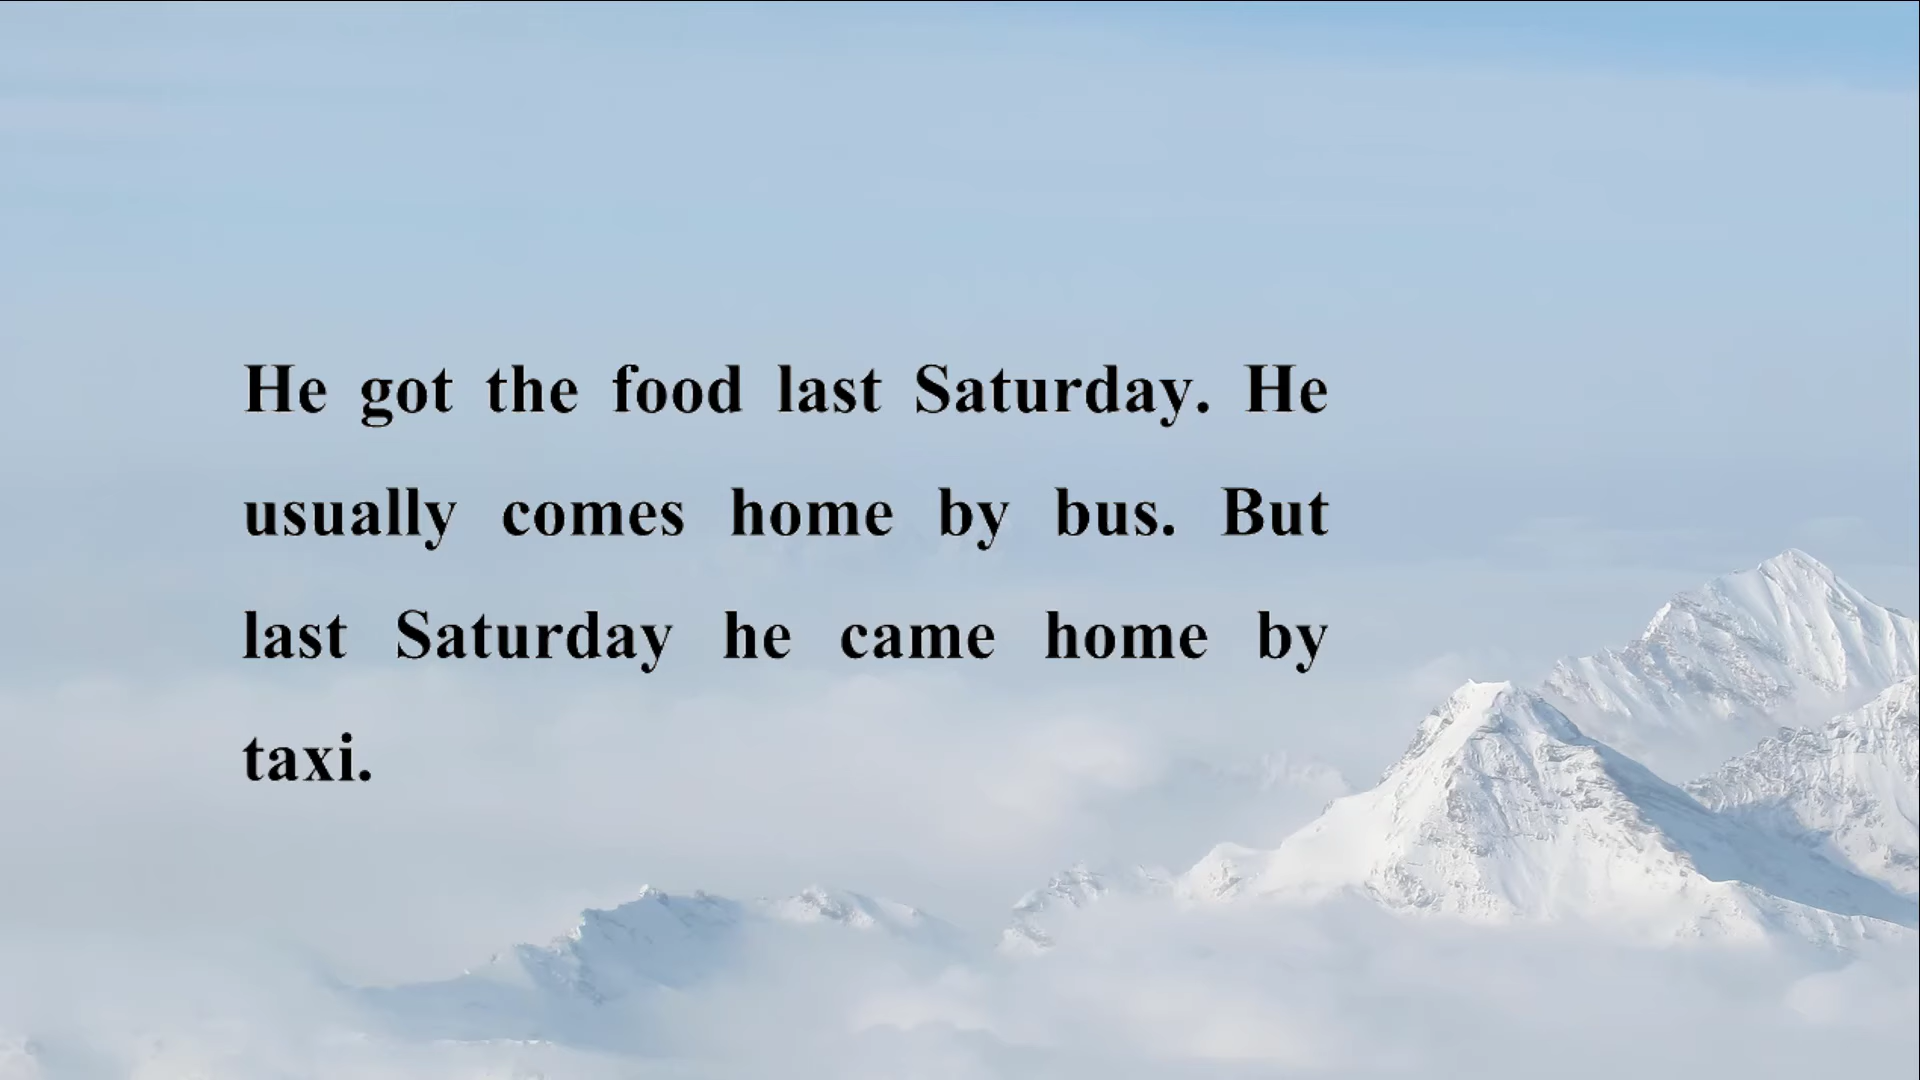 He got the food last Saturday. He
usually comes home by bus. But
last Saturday he came home by
taxi.